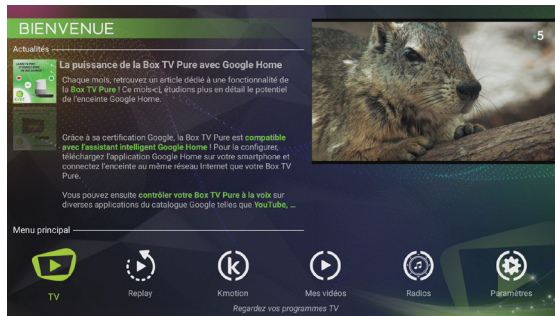 BIENVENUE
Actualités
La puissance de la Box TV Pure avec Google Home
Chaque mois, retrouvez un article dédié à une fonctionnalité de
la Box TV Pure ! Ce mois-ci, étudions plus en détail le potentiel
de l'enceinte Google Home.
Grâce à sa certification Google, la Box TV Pure est compatible
avec l'assistant intelligent Google Home ! Pour la configurer,
téléchargez l'application Google Home sur votre smartphone et
connectez l'enceinte au même réseau Internet que votre Box TV
Pure.
Vous pouvez ensuite contrôler votre Box TV Pure à la voix sur
diverses applications du catalogue Google telles que YouTube, ...
5
Menu principal
k
TV
Replay
Kmotion
Mes vidéos
Radios
Paramètres
Regardez vos programmes TV